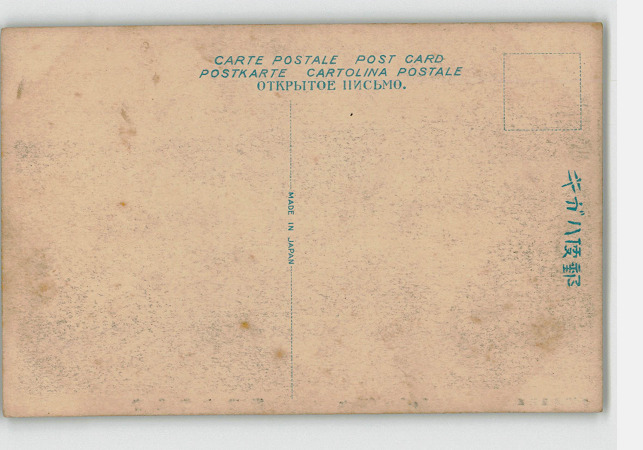 CARTE POSTALE POST CARD
POSTKARTE CARTOLINA POSTALE
ОТКРЫТОЕ ПИСЬМО.
MADE IN JAPAN
キガハ便郵